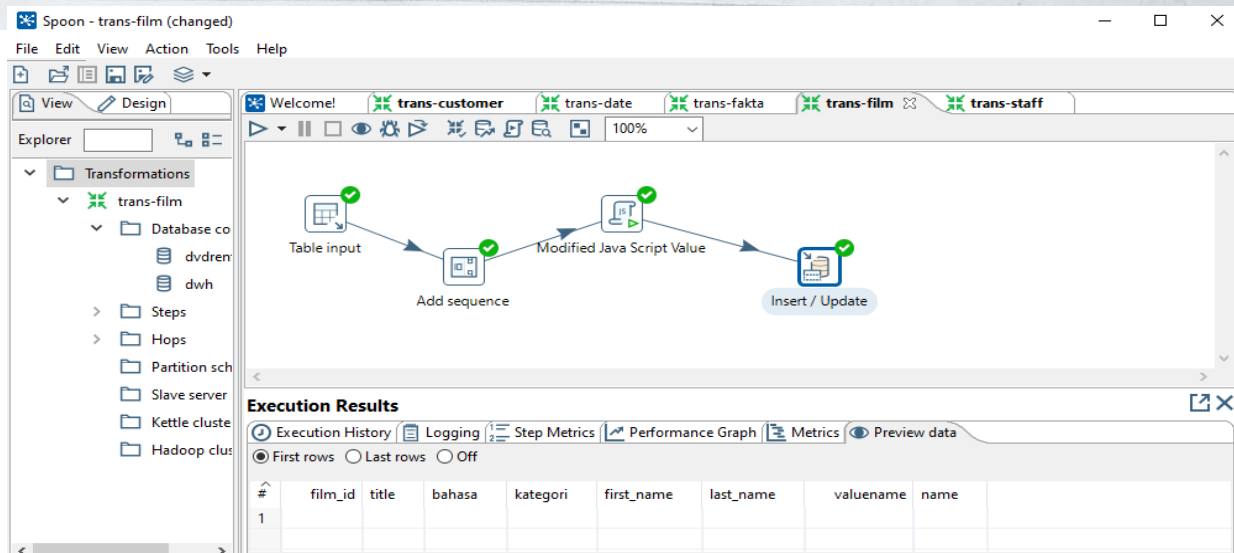 Spoon - trans-film (changed)
File Edit View Action Tools Help
View Design
Welcome! trans-customer trans-date trans-fakta trans-film trans-staff
100%
Explorer
Transformations
trans-film
Database co
dvdren
dwh
Steps
Hops
Partition sch
Slave server
Kettle cluste
Hadoop clus
Table input
Add sequence
Modified Java Script Value
Insert / Update
Execution Results
Execution History Logging Step Metrics Performance Graph Metrics Preview data
First rows Last rows Off
# film_id title bahasa kategori first_name last_name valuename name
1